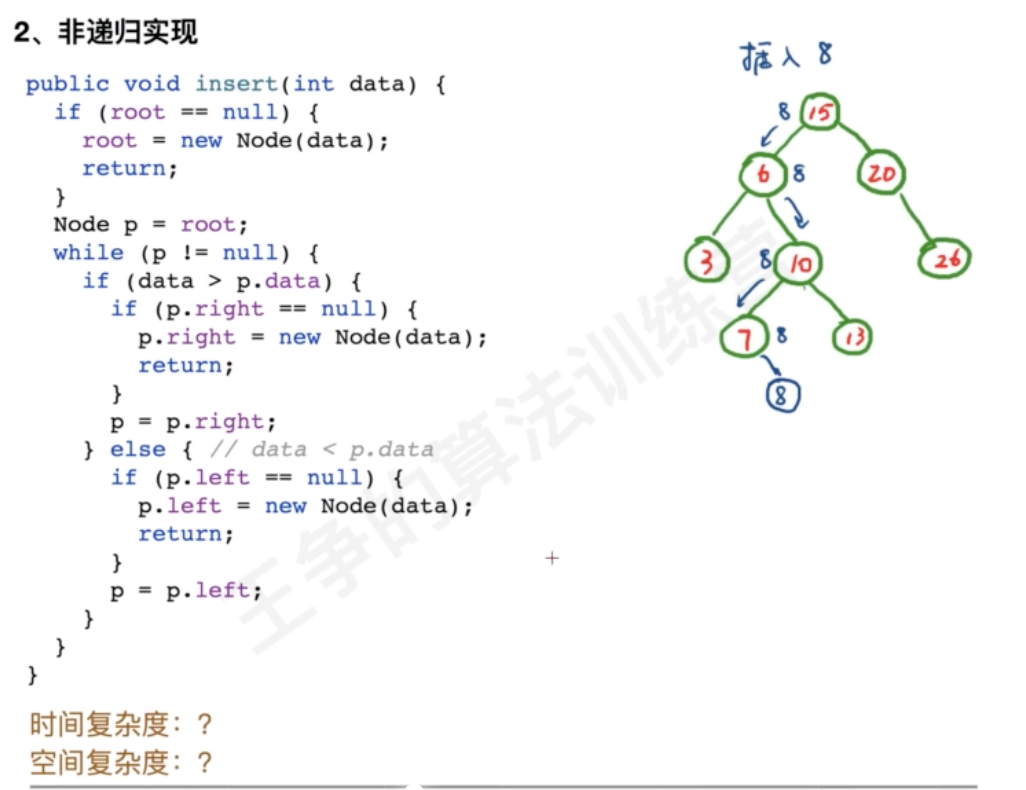 2、非递归实现
public void insert(int data) {
if (root == null) {
root = new Node(data);
return;
}
Node p = root;
while (p != null) {
if (data > p.data) {
if (p.right == null) {
p.right = new Node(data);
return;
}
p = p.right;
} else { // data < p.data
if (p.left == null) {
p.left = new Node(data);
return;
}
p = p.left;
}
}
}
时间复杂度：?
空间复杂度：?
插入 8
8 15
6 8 20
3 8 10 26
7 8 13
8
王争的算法训练营